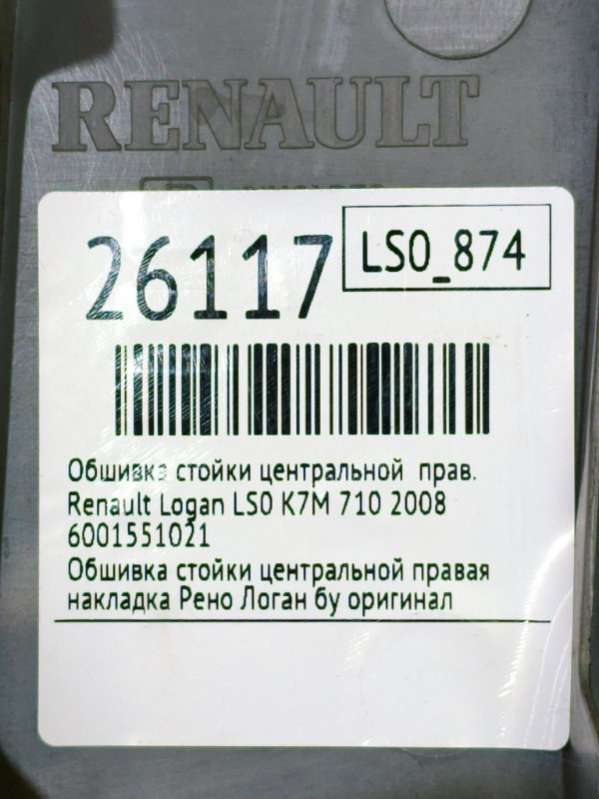 RENAULT
26117
LS0_874
Обшивка стойки центральной прав.
Renault Logan LS0 K7M 710 2008
6001551021
Обшивка стойки центральной правая
накладка Рено Логан бу оригинал